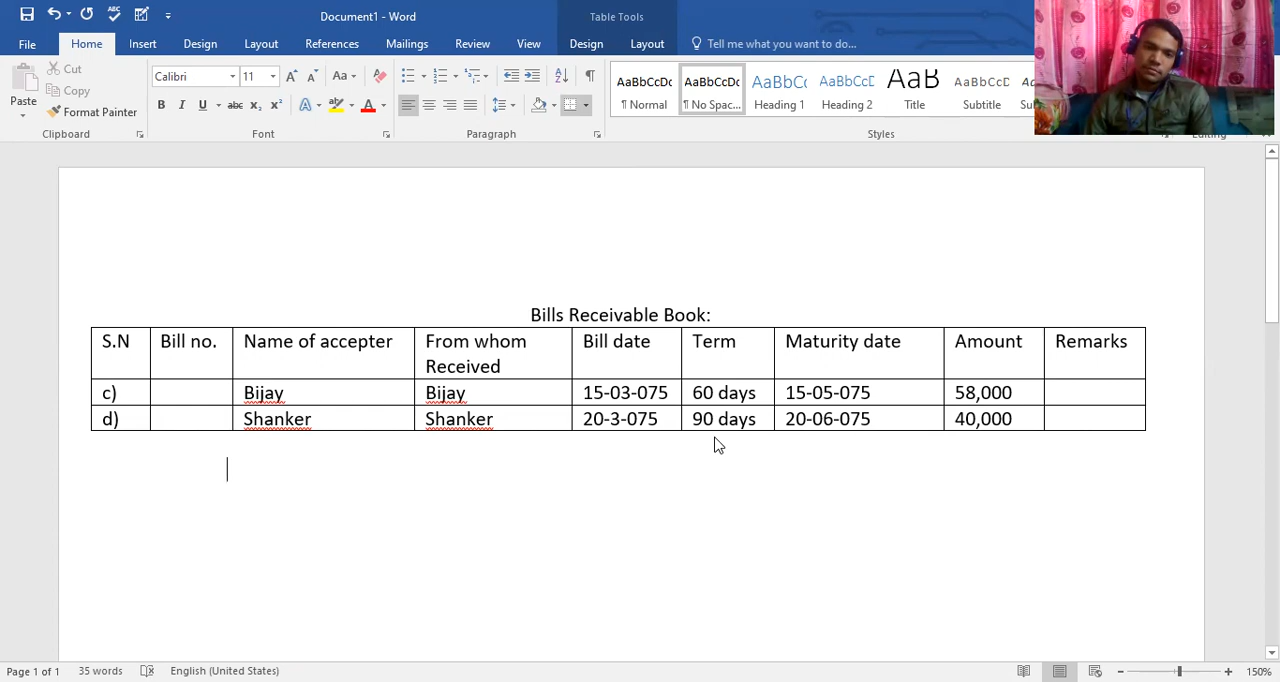 Document1 - Word
Table Tools
File Home Insert Design Layout References Mailings Review View Design Layout Tell me what you want to do...
Paste
Cut
Copy
Format Painter
Clipboard
Calibri 11
Aa
B I U abc x₂ x² A A
Font
Paragraph
AaBbCcDc AaBbCcDc AaBbCc AaBbCcE AaB AaBbCcD
¶ Normal ¶ No Spac... Heading 1 Heading 2 Title Subtitle
Styles
Editing
Bills Receivable Book:
S.N Bill no. Name of accepter From whom Received Bill date Term Maturity date Amount Remarks
c) Bijay Bijay 15-03-075 60 days 15-05-075 58,000
d) Shanker Shanker 20-3-075 90 days 20-06-075 40,000
Page 1 of 1 35 words English (United States) 150%